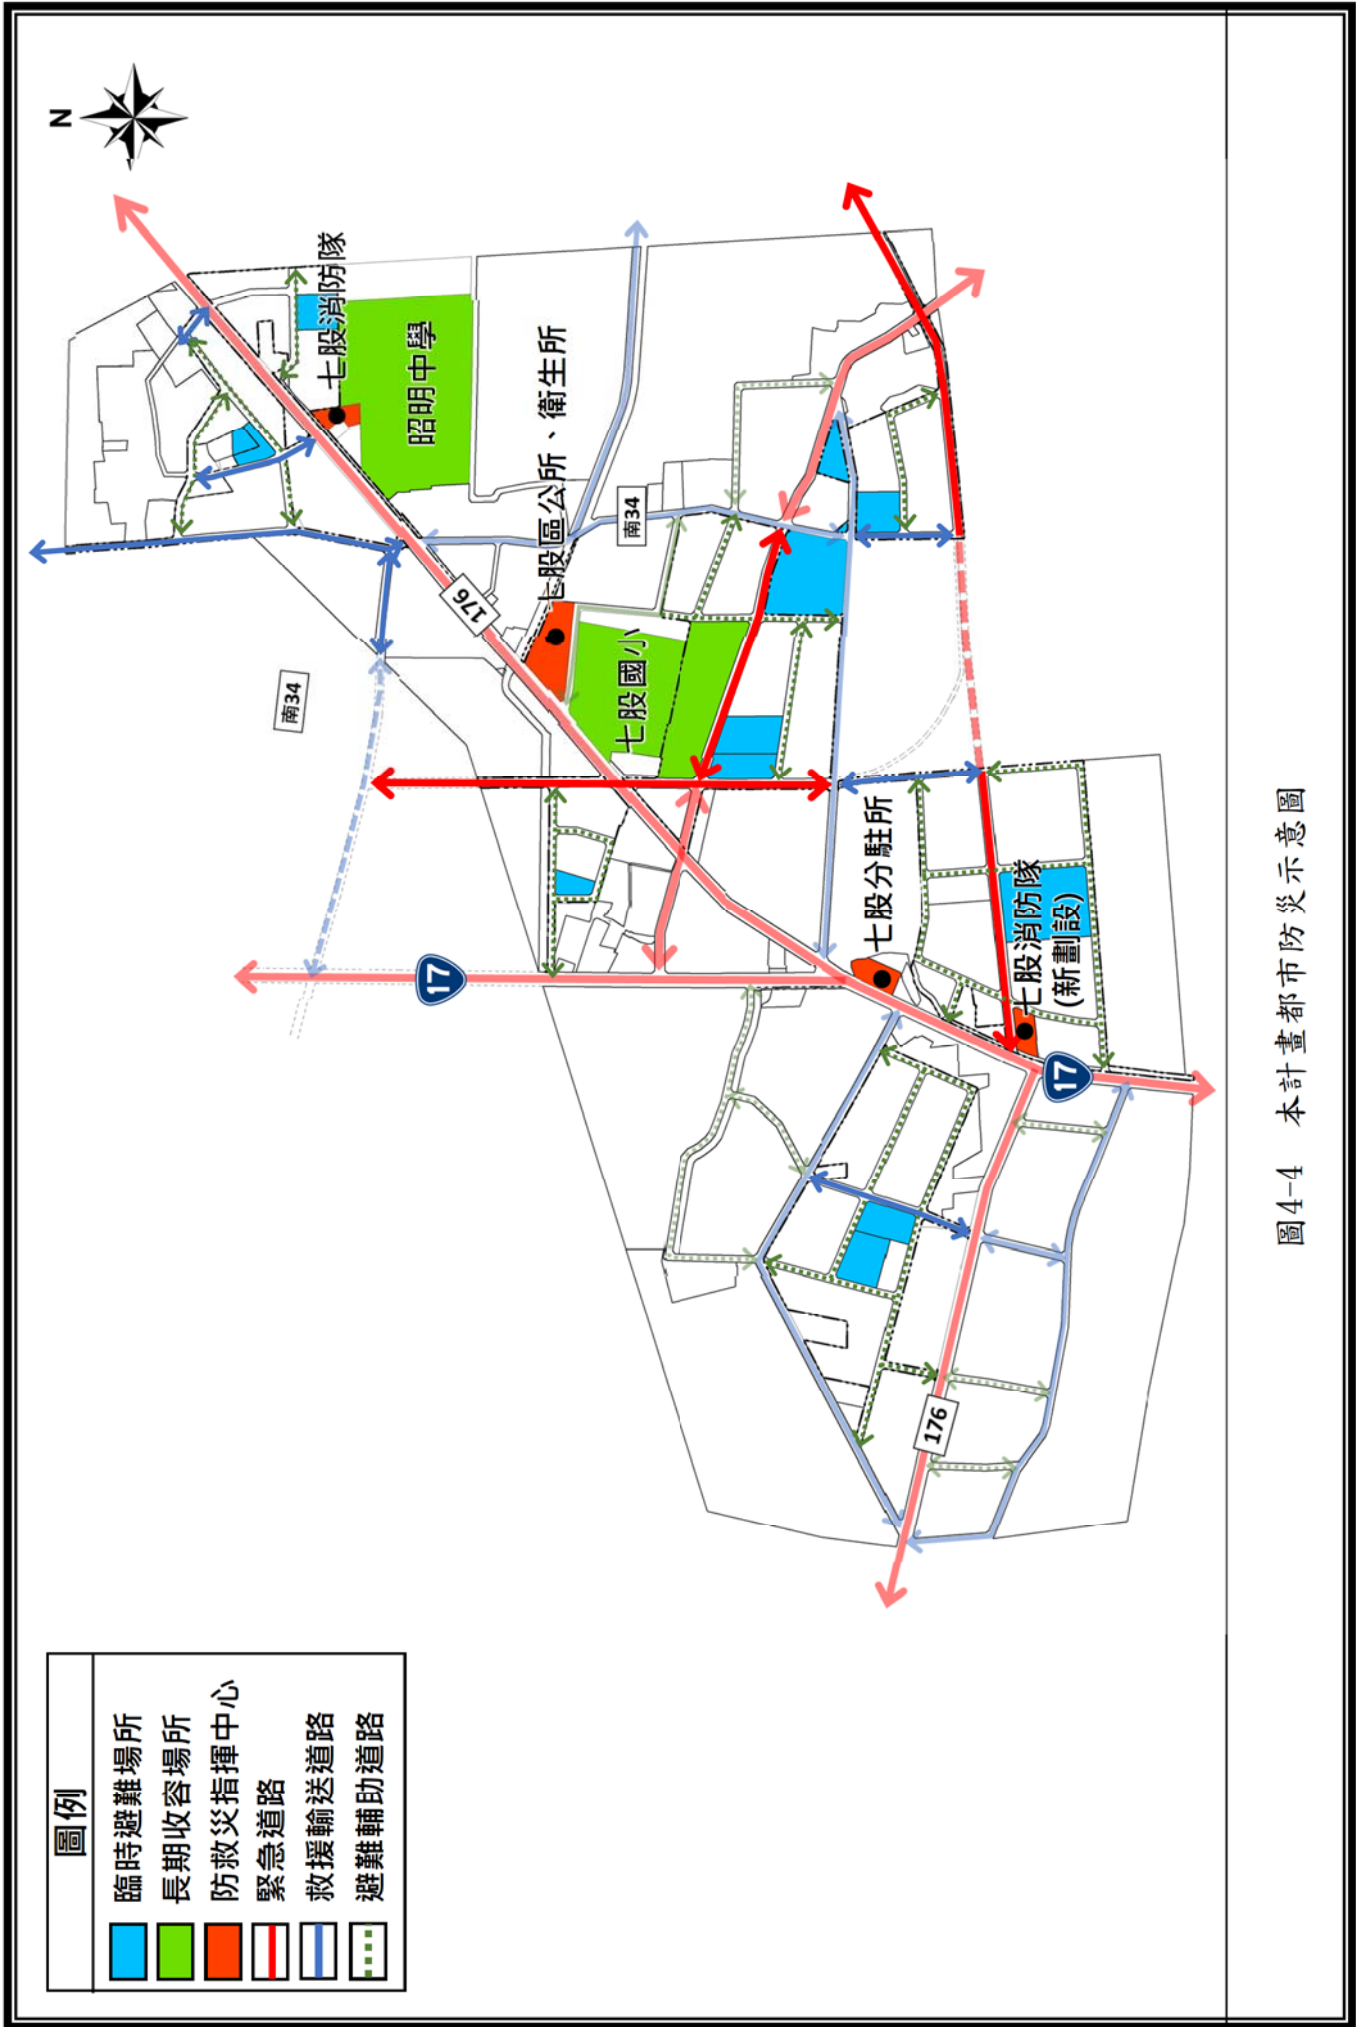 N
七股消防隊
昭明中學
七股區公所、衛生所
南34
176
南34
七股國小
17
七股分駐所
七股消防隊
(新劃設)
17
176
圖例
臨時避難場所
長期收容場所
防救災指揮中心
緊急道路
救援輸送道路
避難輔助道路
圖4-4 本計畫都市防災示意圖